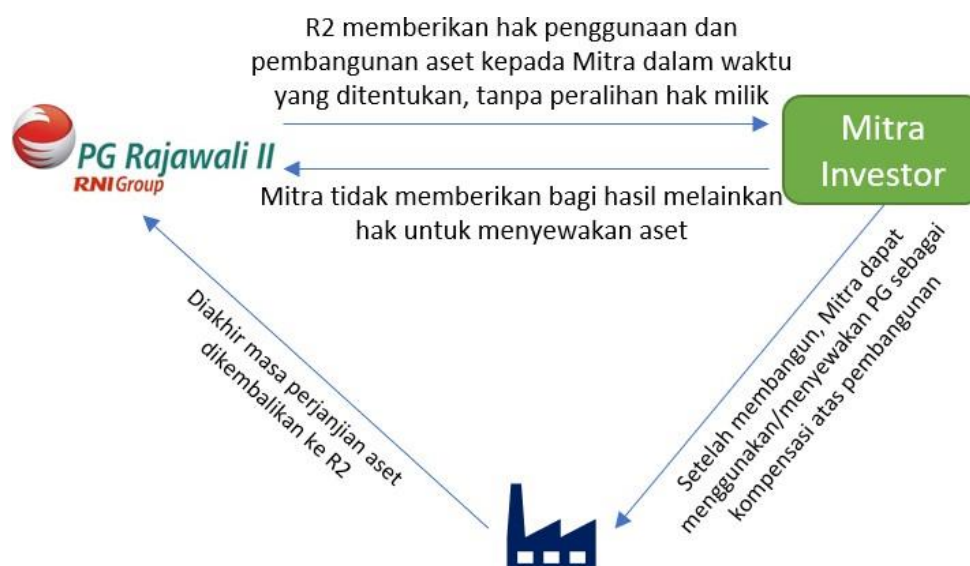 R2 memberikan hak penggunaan dan
pembangunan aset kepada Mitra dalam waktu
yang ditentukan, tanpa peralihan hak milik
PG Rajawali II
RNI Group
Mitra
Investor
Mitra tidak memberikan bagi hasil melainkan
hak untuk menyewakan aset
Setelah membangun, Mitra dapat
menggunakan/menyewakan PG sebagai
kompensasi atas pembangunan
Diakhir masa perjanjian aset
dikembalikan ke R2